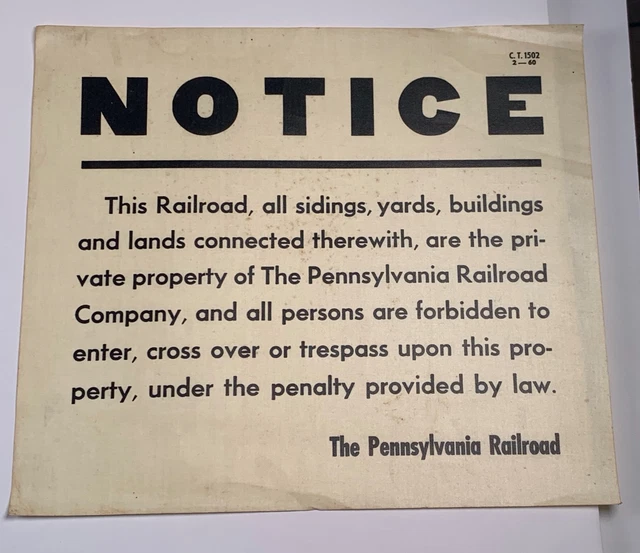 C. T. 1502
2—60
NOTICE
This Railroad, all sidings, yards, buildings
and lands connected therewith, are the pri-
vate property of The Pennsylvania Railroad
Company, and all persons are forbidden to
enter, cross over or trespass upon this pro-
perty, under the penalty provided by law.
The Pennsylvania Railroad